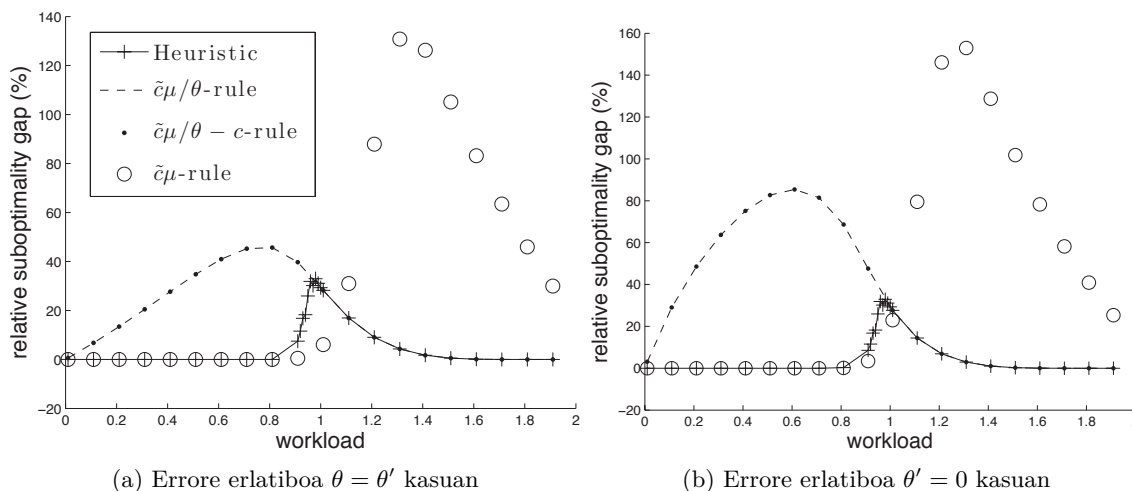 140
120
100
80
60
40
20
0
−20
relative suboptimality gap (%)
Heuristic
c̃μ/θ-rule
c̃μ/θ − c-rule
c̃μ-rule
0 0.2 0.4 0.6 0.8 1 1.2 1.4 1.6 1.8 2
workload
(a) Errore erlatiboa θ = θ′ kasuan
160
140
120
100
80
60
40
20
0
−20
relative suboptimality gap (%)
0 0.2 0.4 0.6 0.8 1 1.2 1.4 1.6 1.8
workload
(b) Errore erlatiboa θ′ = 0 kasuan